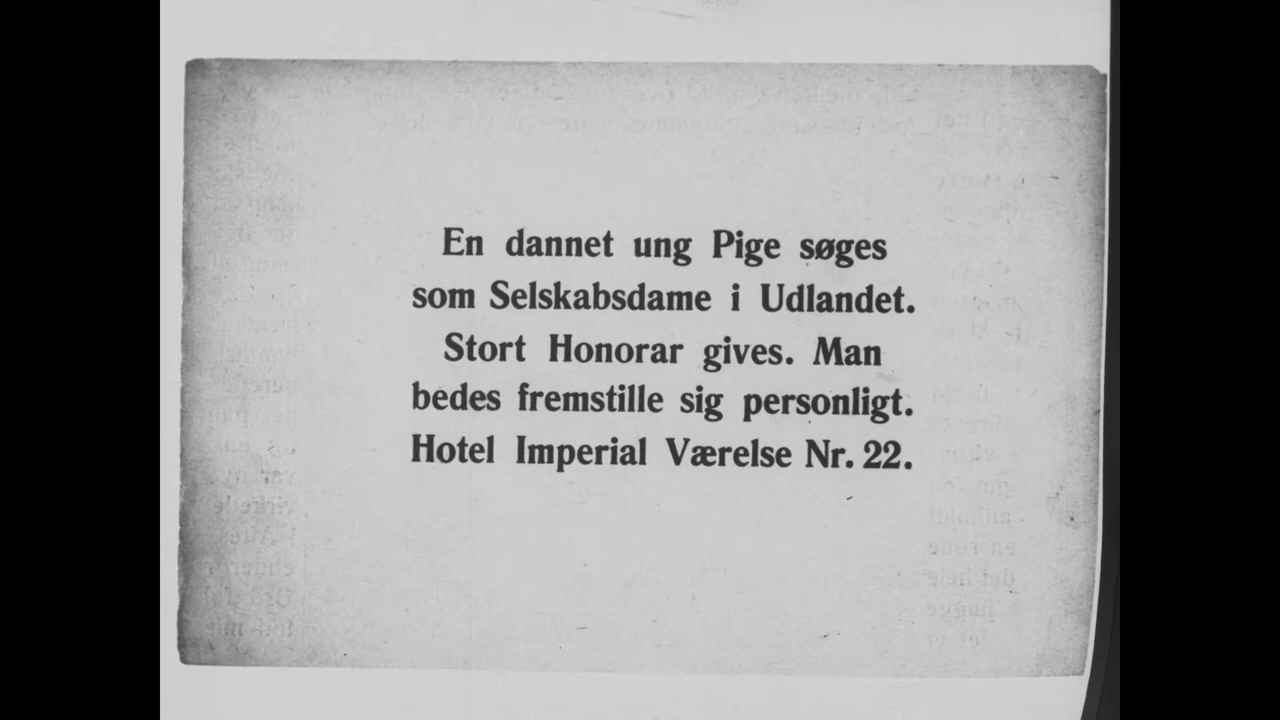 En dannet ung Pige søges
som Selskabsdame i Udlandet.
Stort Honorar gives. Man
bedes fremstille sig personligt.
Hotel Imperial Værelse Nr. 22.